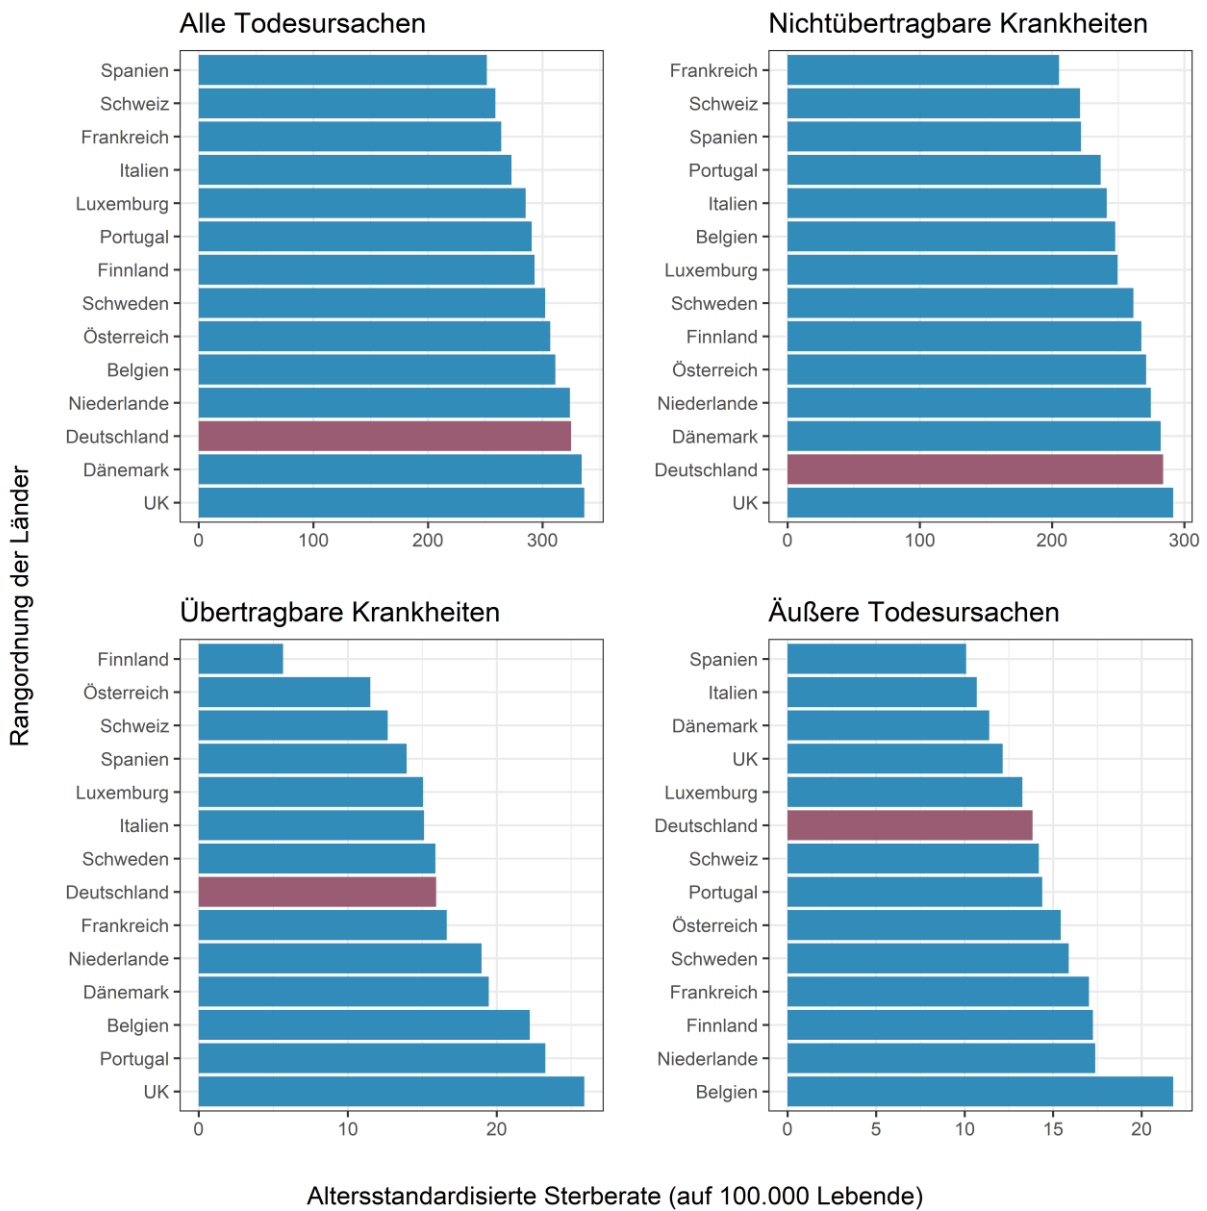 Alle Todesursachen
Spanien
Schweiz
Frankreich
Italien
Luxemburg
Portugal
Finnland
Schweden
Österreich
Belgien
Niederlande
Deutschland
Dänemark
UK
0 100 200 300
Nichtübertragbare Krankheiten
Frankreich
Schweiz
Spanien
Portugal
Italien
Belgien
Luxemburg
Schweden
Finnland
Österreich
Niederlande
Dänemark
Deutschland
UK
0 100 200 300
Rangordnung der Länder
Übertragbare Krankheiten
Finnland
Österreich
Schweiz
Spanien
Luxemburg
Italien
Schweden
Deutschland
Frankreich
Niederlande
Dänemark
Belgien
Portugal
UK
0 10 20
Äußere Todesursachen
Spanien
Italien
Dänemark
UK
Luxemburg
Deutschland
Schweiz
Portugal
Österreich
Schweden
Frankreich
Finnland
Niederlande
Belgien
0 5 10 15 20
Altersstandardisierte Sterberate (auf 100.000 Lebende)